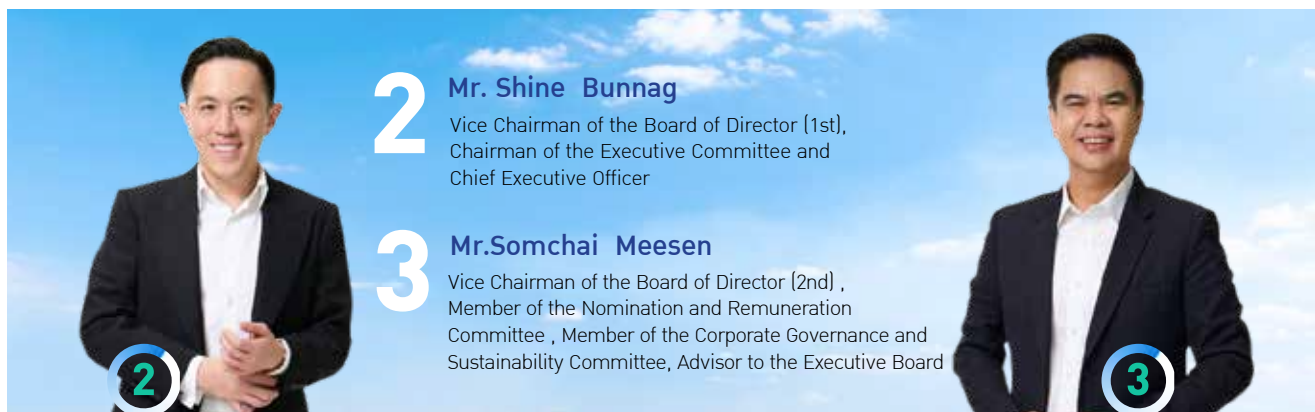 2
Mr. Shine Bunnag
Vice Chairman of the Board of Director (1st),
Chairman of the Executive Committee and
Chief Executive Officer
3
Mr.Somchai Meesen
Vice Chairman of the Board of Director (2nd) ,
Member of the Nomination and Remuneration
Committee , Member of the Corporate Governance and
Sustainability Committee, Advisor to the Executive Board
2
3